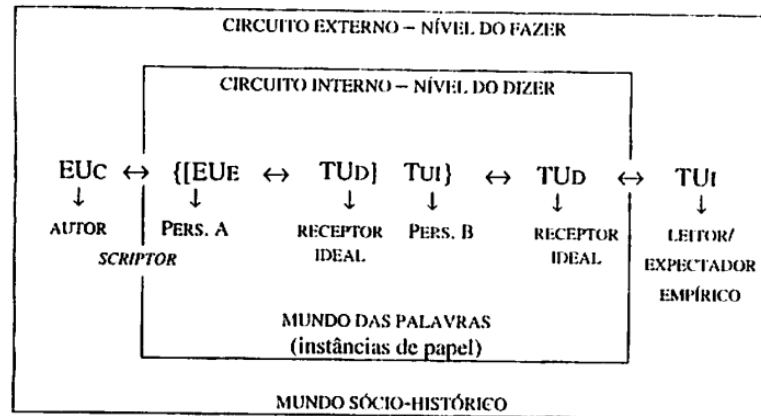 CIRCUITO EXTERNO – NÍVEL DO FAZER
CIRCUITO INTERNO – NÍVEL DO DIZER
EUC ↔ {[EUE ↔ TUD] TUI} ↔ TUD ↔ TUI
↓ ↓ ↓ ↓ ↓ ↓
AUTOR PERS. A RECEPTOR PERS. B RECEPTOR LEITOR/
SCRIPTOR IDEAL IDEAL EXPECTADOR
EMPÍRICO
MUNDO DAS PALAVRAS
(instâncias de papel)
MUNDO SÓCIO-HISTÓRICO